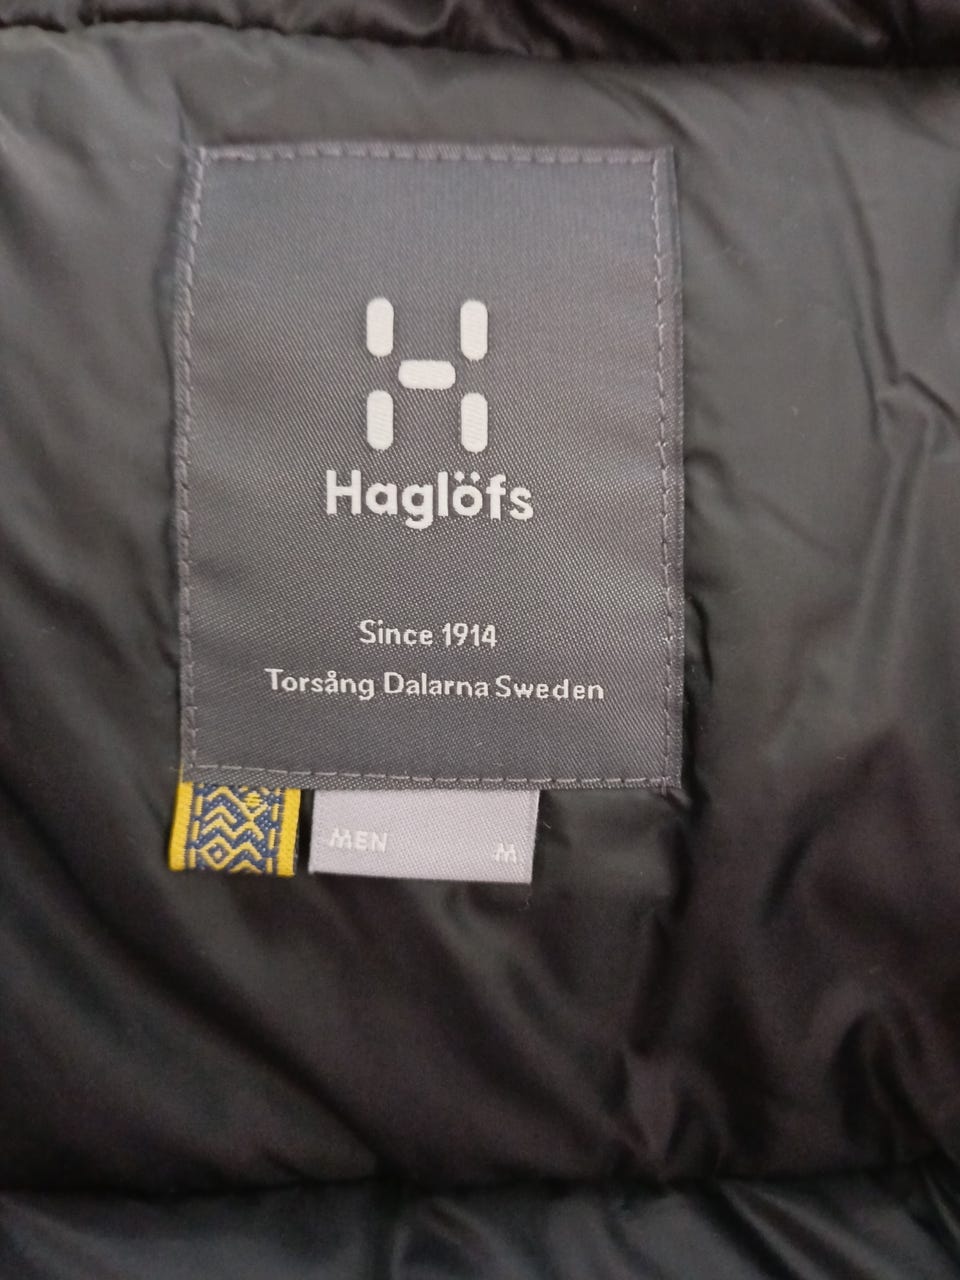 Haglöfs
Since 1914
Torsång Dalarna Sweden
MEN M